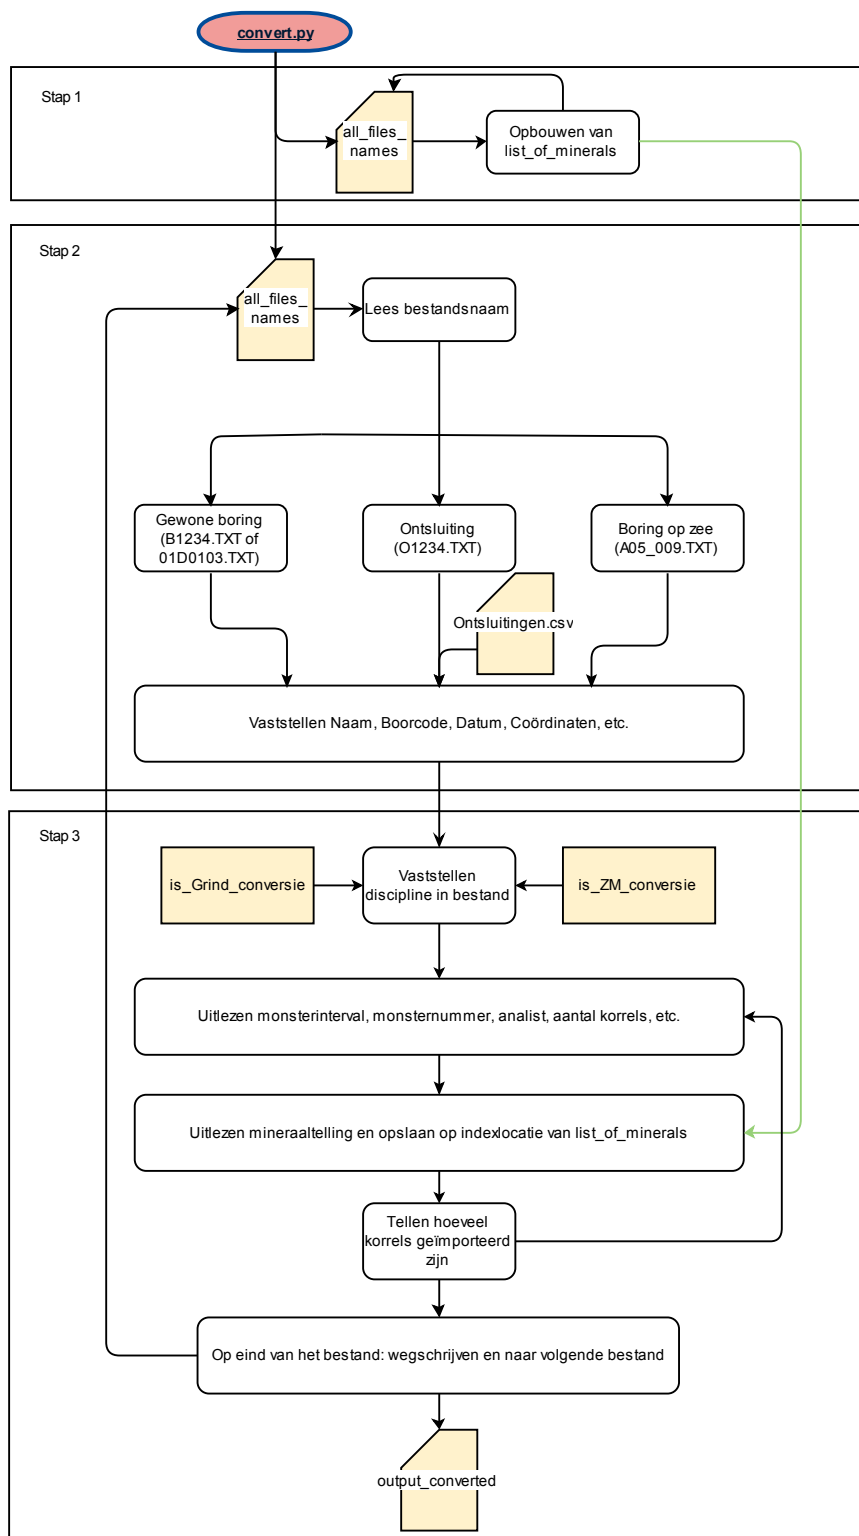 convert.py
Stap 1
all_files_
names
Opbouwen van
list_of_minerals
Stap 2
all_files_
names
Lees bestandsnaam
Gewone boring
(B1234.TXT of
01D0103.TXT)
Ontsluiting
(O1234.TXT)
Boring op zee
(A05_009.TXT)
Ontsluitingen.csv
Vaststellen Naam, Boorcode, Datum, Coördinaten, etc.
Stap 3
is_Grind_conversie
Vaststellen
discipline in bestand
is_ZM_conversie
Uitlezen monsterinterval, monsternummer, analist, aantal korrels, etc.
Uitlezen mineraaltelling en opslaan op indexlocatie van list_of_minerals
Tellen hoeveel
korrels geïmporteerd
zijn
Op eind van het bestand: wegschrijven en naar volgende bestand
output_converted